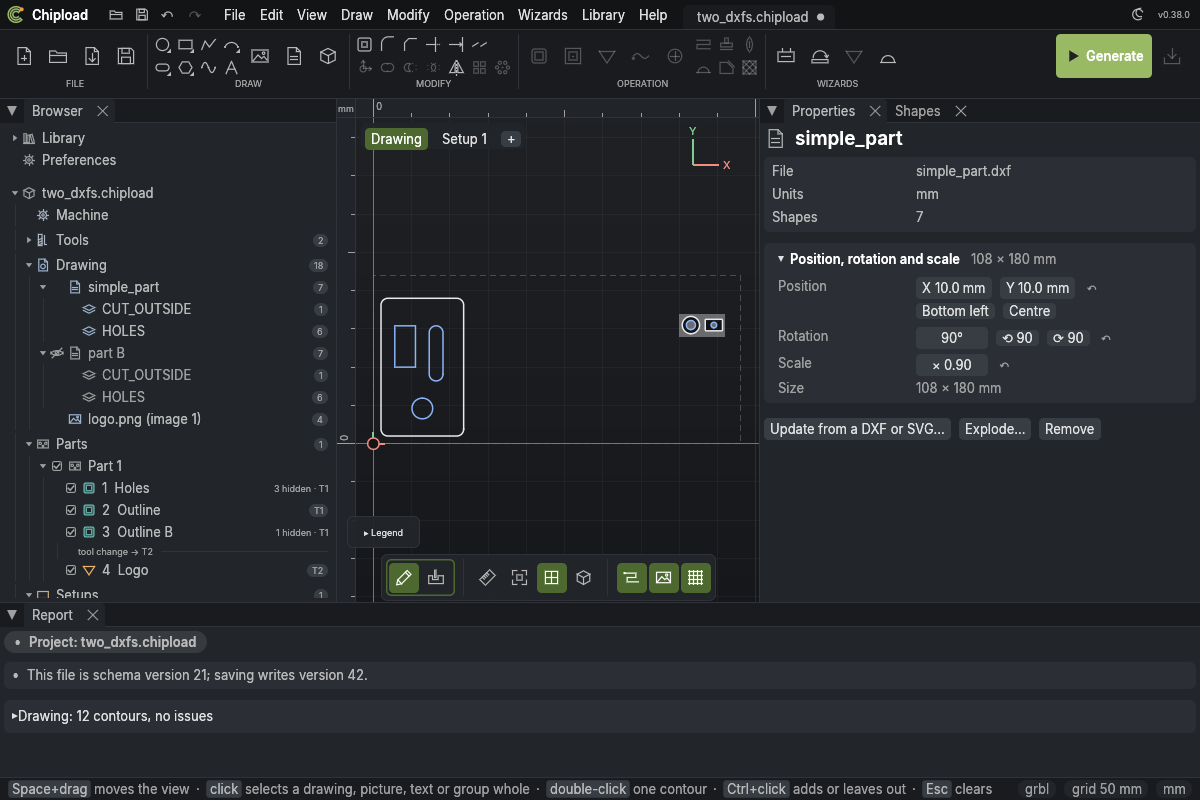 Chipload File Edit View Draw Modify Operation Wizards Library Help two_dxfs.chipload v0.38.0
FILE DRAW MODIFY OPERATION WIZARDS
Generate
Browser
Library
Preferences
two_dxfs.chipload
Machine
Tools 2
Drawing 18
simple_part 7
CUT_OUTSIDE 1
HOLES 6
part B 7
CUT_OUTSIDE 1
HOLES 6
logo.png (image 1) 4
Parts 1
Part 1
1 Holes 3 hidden · T1
2 Outline T1
3 Outline B 1 hidden · T1
tool change → T2
4 Logo T2
Setups 1
mm 0
Drawing Setup 1 +
Y
X
0
Legend
Properties Shapes
simple_part
File simple_part.dxf
Units mm
Shapes 7
Position, rotation and scale 108 × 180 mm
Position X 10.0 mm Y 10.0 mm
Bottom left Centre
Rotation 90° ⟲ 90 ⟳ 90
Scale × 0.90
Size 108 × 180 mm
Update from a DXF or SVG... Explode... Remove
Report
• Project: two_dxfs.chipload
• This file is schema version 21; saving writes version 42.
Drawing: 12 contours, no issues
Space+drag moves the view · click selects a drawing, picture, text or group whole · double-click one contour · Ctrl+click adds or leaves out · Esc clears grbl grid 50 mm mm